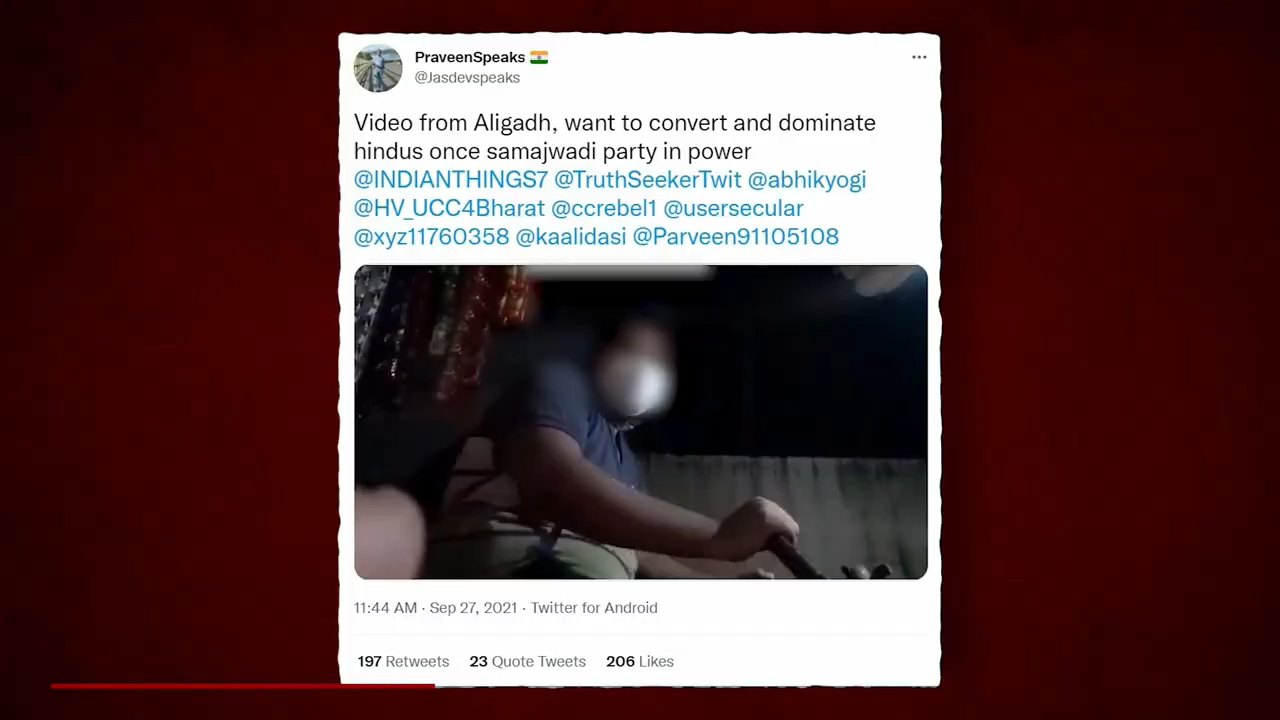 PraveenSpeaks 🇮🇳
@Jasdevspeaks
Video from Aligadh, want to convert and dominate
hindus once samajwadi party in power
@INDIANTHINGS7 @TruthSeekerTwit @abhikyogi
@HV_UCC4Bharat @ccrebel1 @usersecular
@xyz11760358 @kaalidasi @Parveen91105108
11:44 AM · Sep 27, 2021 · Twitter for Android
197 Retweets 23 Quote Tweets 206 Likes